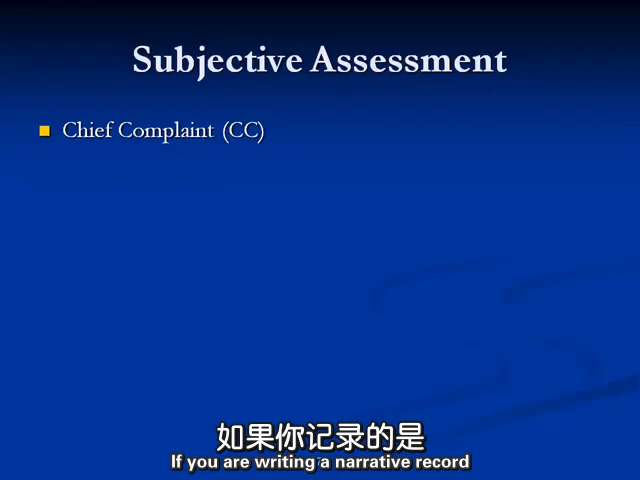 Subjective Assessment
Chief Complaint (CC)
如果你记录的是
If you are writing a narrative record